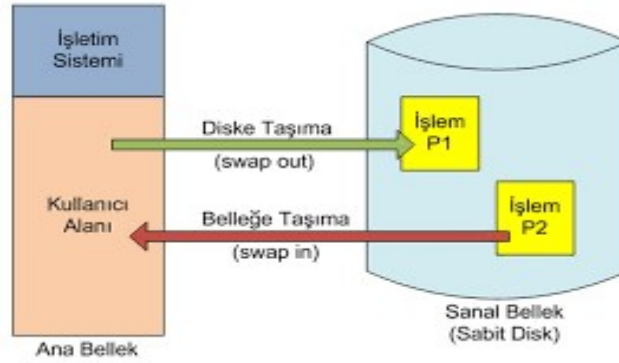 İşletim
Sistemi
Diske Taşıma
(swap out)
İşlem
P1
Kullanıcı
Alanı
Belleğe Taşıma
(swap in)
İşlem
P2
Sanal Bellek
(Sabit Disk)
Ana Bellek